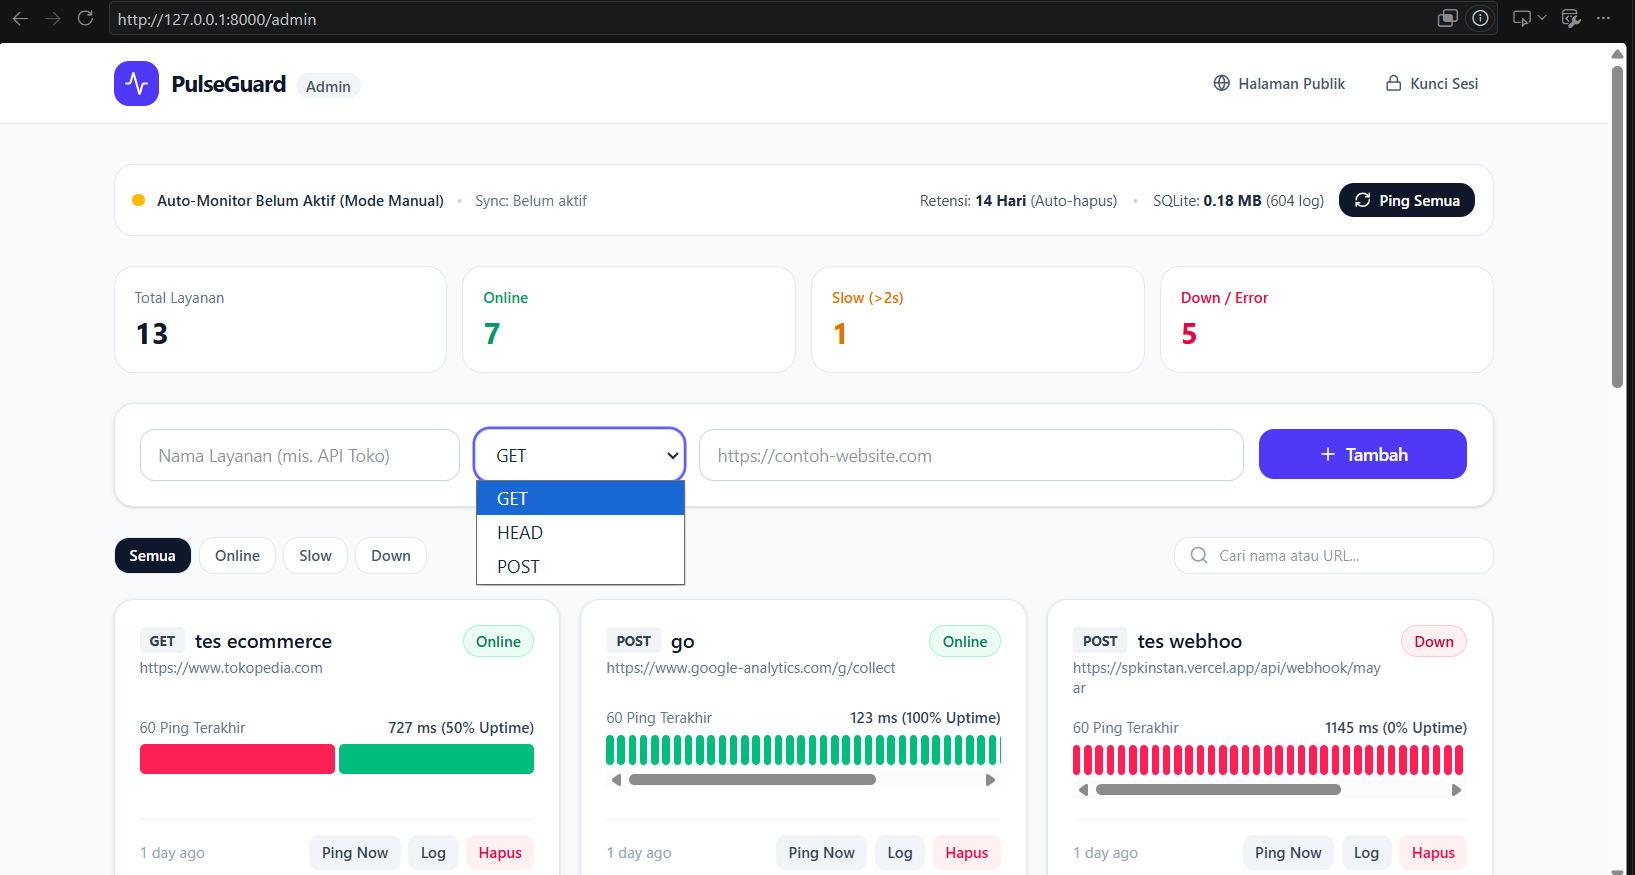 http://127.0.0.1:8000/admin
PulseGuard Admin
Halaman Publik
Kunci Sesi
Auto-Monitor Belum Aktif (Mode Manual) • Sync: Belum aktif
Retensi: 14 Hari (Auto-hapus) • SQLite: 0.18 MB (604 log)
Ping Semua
Total Layanan
13
Online
7
Slow (>2s)
1
Down / Error
5
Nama Layanan (mis. API Toko)
GET
https://contoh-website.com
+ Tambah
GET
HEAD
POST
Semua
Online
Slow
Down
Cari nama atau URL...
GET tes ecommerce
Online
https://www.tokopedia.com
60 Ping Terakhir
727 ms (50% Uptime)
1 day ago
Ping Now
Log
Hapus
POST go
Online
https://www.google-analytics.com/g/collect
60 Ping Terakhir
123 ms (100% Uptime)
1 day ago
Ping Now
Log
Hapus
POST tes webhoo
Down
https://spkinstan.vercel.app/api/webhook/may
ar
60 Ping Terakhir
1145 ms (0% Uptime)
1 day ago
Ping Now
Log
Hapus